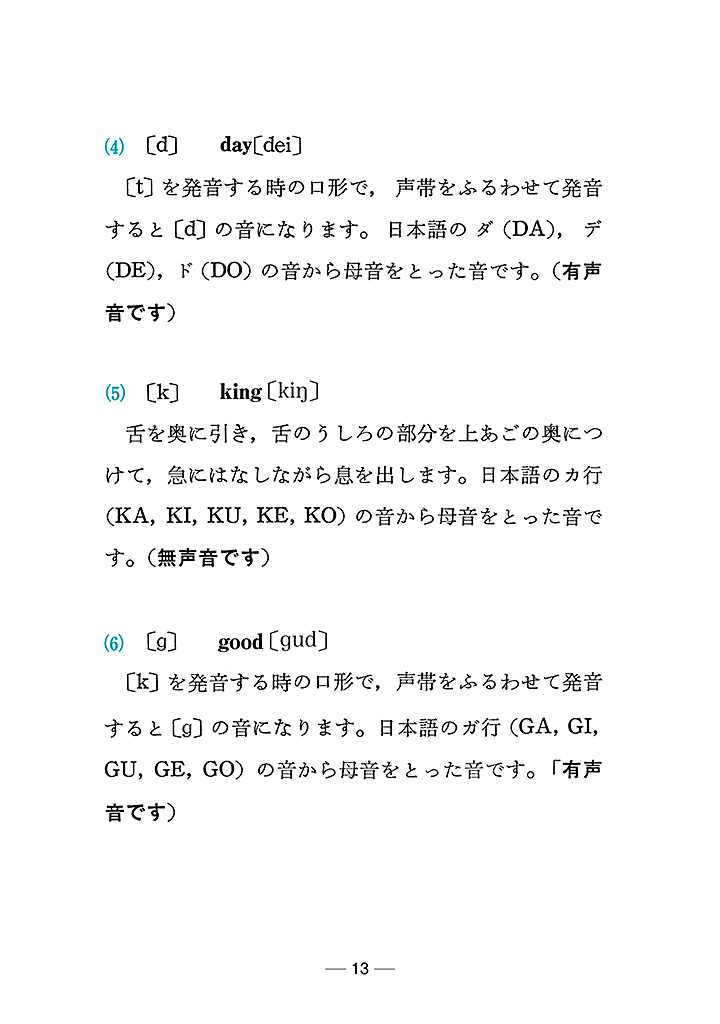 (4) 〔d〕 day〔dei〕
〔t〕を発音する時の口形で， 声帯をふるわせて発音
すると〔d〕の音になります。 日本語の ダ（DA）， デ
（DE），ド（DO）の音から母音をとった音です。（有声
音です）
(5) 〔k〕 king〔kiŋ〕
舌を奥に引き，舌のうしろの部分を上あごの奥につ
けて，急にはなしながら息を出します。日本語のカ行
（KA, KI, KU, KE, KO）の音から母音をとった音で
す。（無声音です）
(6) 〔g〕 good〔gud〕
〔k〕を発音する時の口形で，声帯をふるわせて発音
すると〔g〕の音になります。日本語のガ行（GA, GI,
GU, GE, GO）の音から母音をとった音です。「有声
音です）
— 13 —